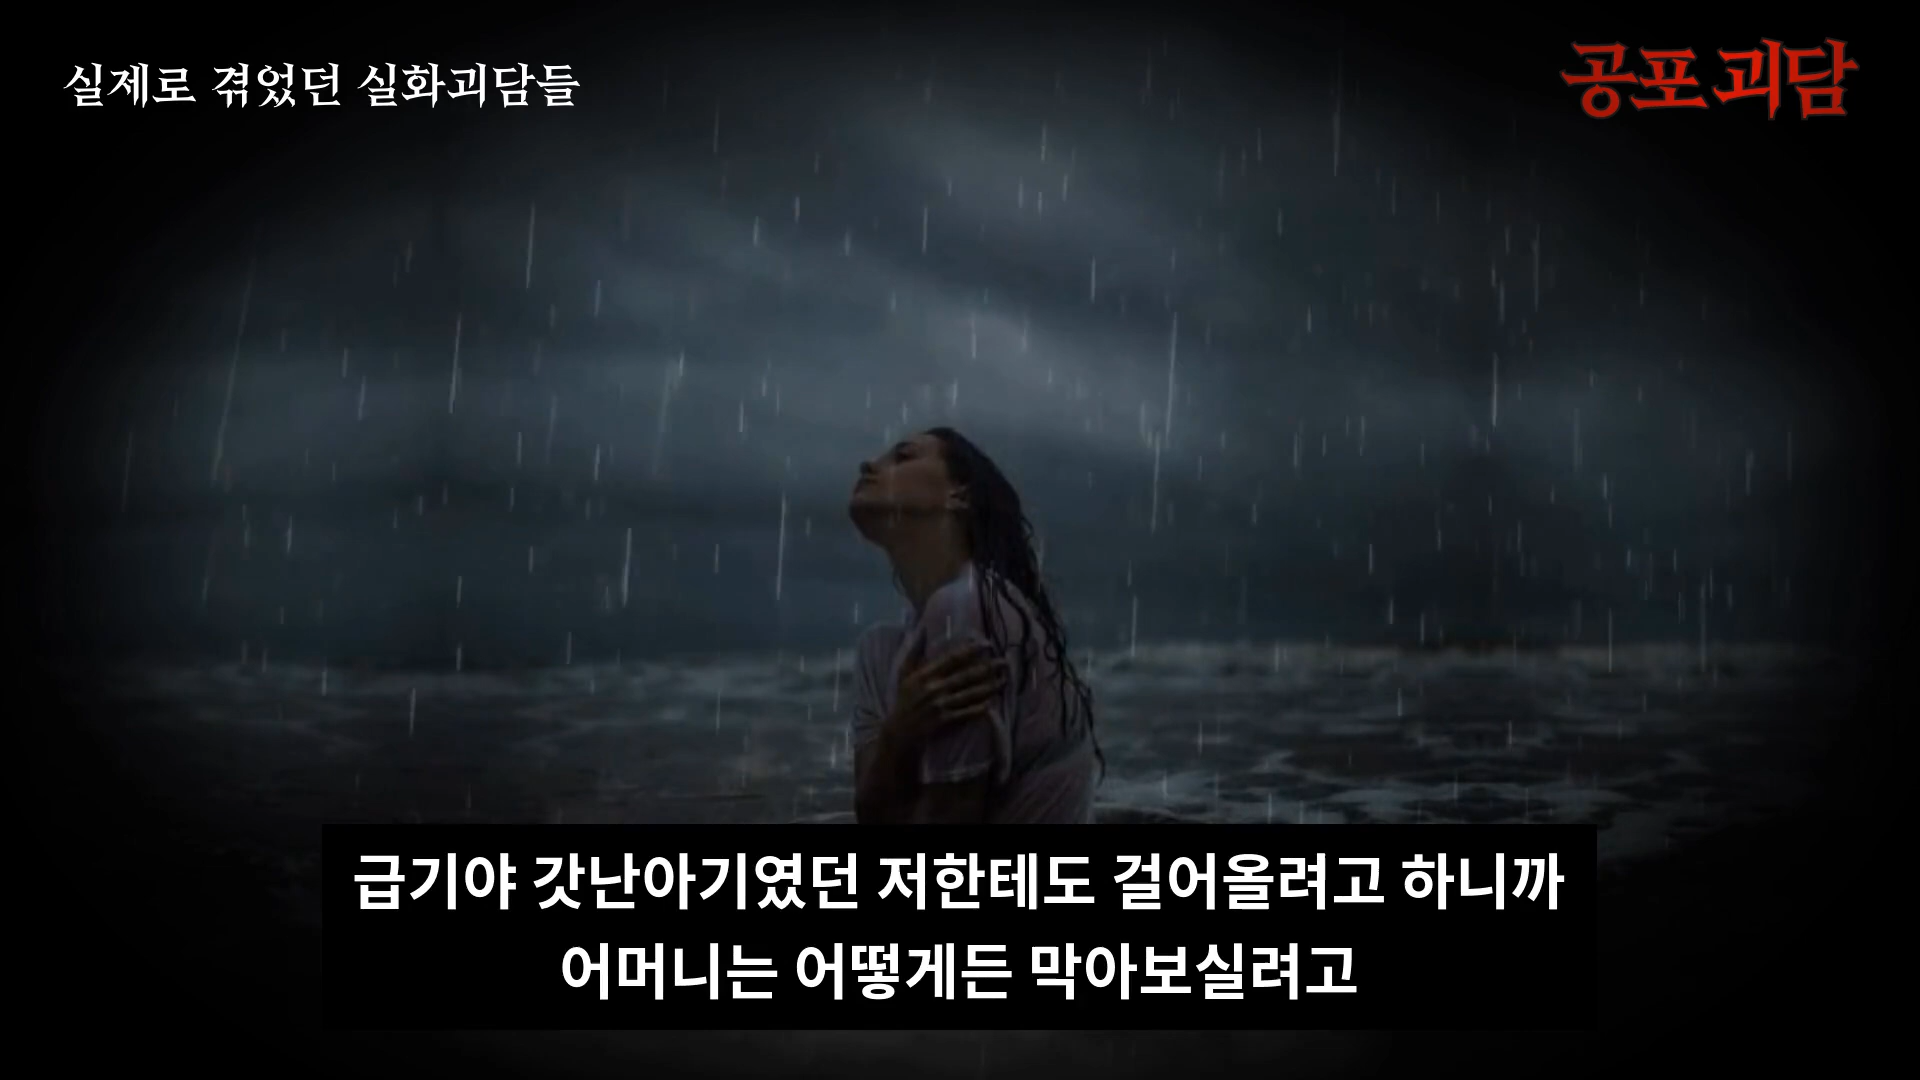 실제로 겪었던 실화괴담들
공포 괴담
급기야 갓난아기였던 저한테도 걸어올려고 하니까
어머니는 어떻게든 막아보실려고